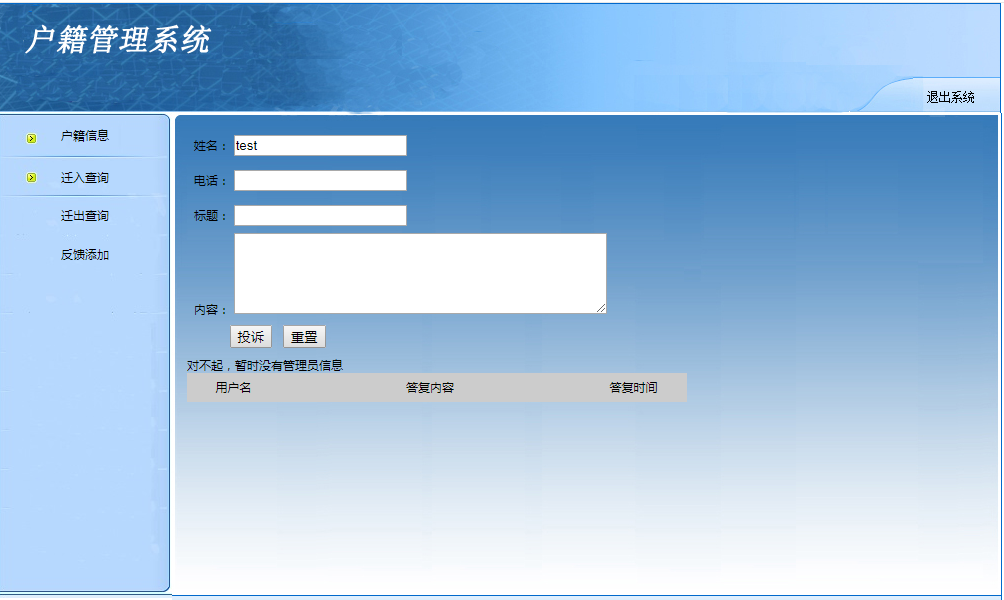 户籍管理系统
退出系统
户籍信息
迁入查询
迁出查询
反馈添加
姓名： test
电话：
标题：
内容：
投诉 重置
对不起，暂时没有管理员信息
用户名 答复内容 答复时间